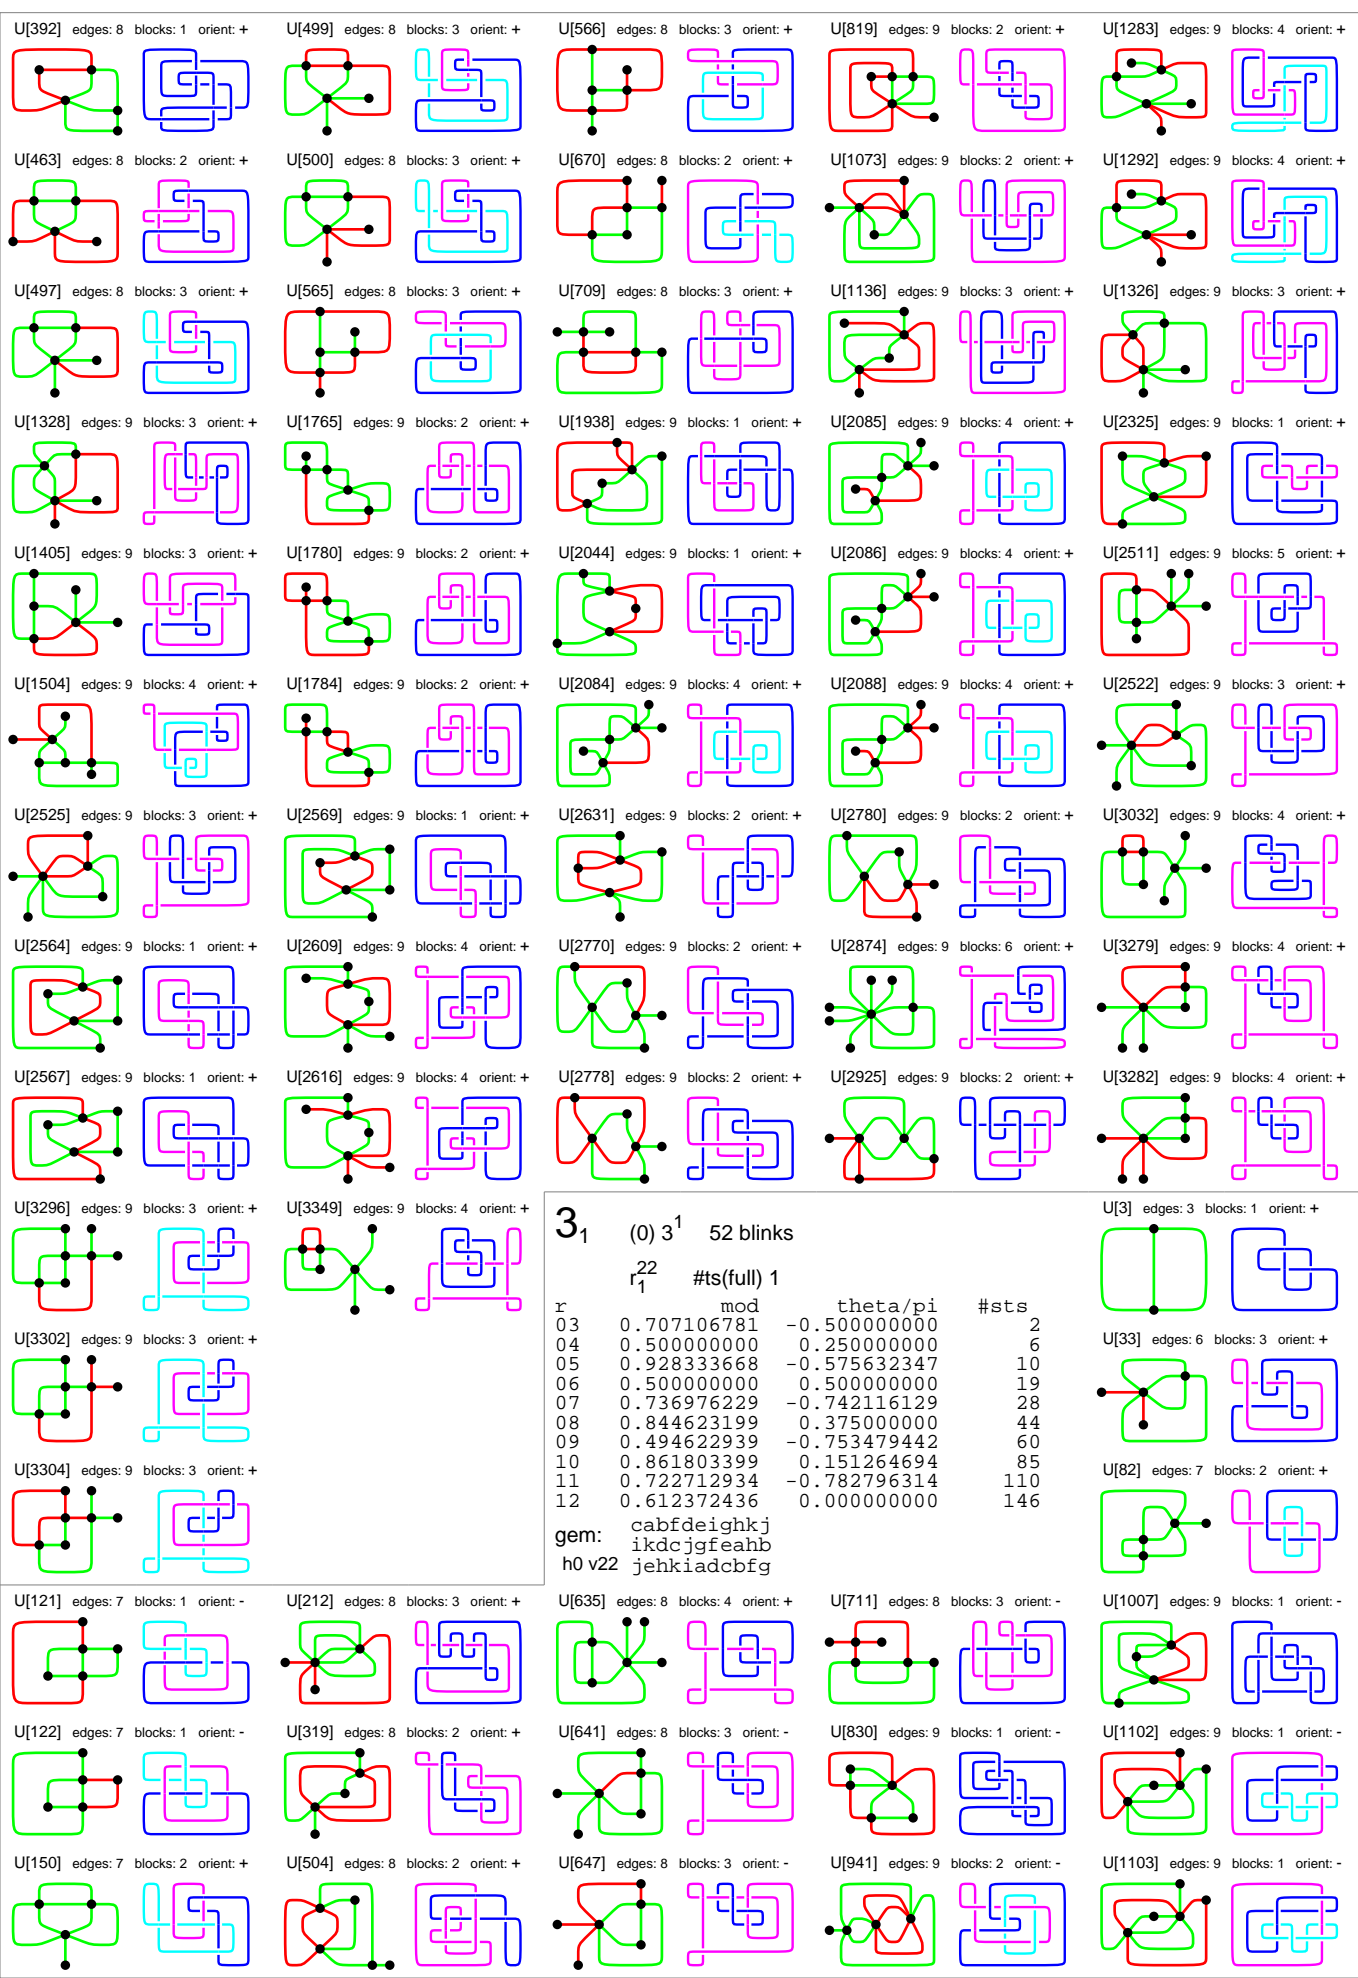 U[392] edges: 8 blocks: 1 orient: +
U[499] edges: 8 blocks: 3 orient: +
U[566] edges: 8 blocks: 3 orient: +
U[819] edges: 9 blocks: 2 orient: +
U[1283] edges: 9 blocks: 4 orient: +
U[463] edges: 8 blocks: 2 orient: +
U[500] edges: 8 blocks: 3 orient: +
U[670] edges: 8 blocks: 2 orient: +
U[1073] edges: 9 blocks: 2 orient: +
U[1292] edges: 9 blocks: 4 orient: +
U[497] edges: 8 blocks: 3 orient: +
U[565] edges: 8 blocks: 3 orient: +
U[709] edges: 8 blocks: 3 orient: +
U[1136] edges: 9 blocks: 3 orient: +
U[1326] edges: 9 blocks: 3 orient: +
U[1328] edges: 9 blocks: 3 orient: +
U[1765] edges: 9 blocks: 2 orient: +
U[1938] edges: 9 blocks: 1 orient: +
U[2085] edges: 9 blocks: 4 orient: +
U[2325] edges: 9 blocks: 1 orient: +
U[1405] edges: 9 blocks: 3 orient: +
U[1780] edges: 9 blocks: 2 orient: +
U[2044] edges: 9 blocks: 1 orient: +
U[2086] edges: 9 blocks: 4 orient: +
U[2511] edges: 9 blocks: 5 orient: +
U[1504] edges: 9 blocks: 4 orient: +
U[1784] edges: 9 blocks: 2 orient: +
U[2084] edges: 9 blocks: 4 orient: +
U[2088] edges: 9 blocks: 4 orient: +
U[2522] edges: 9 blocks: 3 orient: +
U[2525] edges: 9 blocks: 3 orient: +
U[2569] edges: 9 blocks: 1 orient: +
U[2631] edges: 9 blocks: 2 orient: +
U[2780] edges: 9 blocks: 2 orient: +
U[3032] edges: 9 blocks: 4 orient: +
U[2564] edges: 9 blocks: 1 orient: +
U[2609] edges: 9 blocks: 4 orient: +
U[2770] edges: 9 blocks: 2 orient: +
U[2874] edges: 9 blocks: 6 orient: +
U[3279] edges: 9 blocks: 4 orient: +
U[2567] edges: 9 blocks: 1 orient: +
U[2616] edges: 9 blocks: 4 orient: +
U[2778] edges: 9 blocks: 2 orient: +
U[2925] edges: 9 blocks: 2 orient: +
U[3282] edges: 9 blocks: 4 orient: +
U[3296] edges: 9 blocks: 3 orient: +
U[3349] edges: 9 blocks: 4 orient: +
U[3] edges: 3 blocks: 1 orient: +
U[3302] edges: 9 blocks: 3 orient: +
U[33] edges: 6 blocks: 3 orient: +
U[3304] edges: 9 blocks: 3 orient: +
U[82] edges: 7 blocks: 2 orient: +
3₁ (0) 3¹ 52 blinks
r₁²² #ts(full) 1
r mod theta/pi #sts
03 0.707106781 -0.500000000 2
04 0.500000000 0.250000000 6
05 0.928333668 -0.575632347 10
06 0.500000000 0.500000000 19
07 0.736976229 -0.742116129 28
08 0.844623199 0.375000000 44
09 0.494622939 -0.753479442 60
10 0.861803399 0.151264694 85
11 0.722712934 -0.782796314 110
12 0.612372436 0.000000000 146
gem: cabfdeighkj
ikdcjgfeahb
h0 v22 jehkiadcbfg
U[121] edges: 7 blocks: 1 orient: -
U[212] edges: 8 blocks: 3 orient: +
U[635] edges: 8 blocks: 4 orient: +
U[711] edges: 8 blocks: 3 orient: -
U[1007] edges: 9 blocks: 1 orient: -
U[122] edges: 7 blocks: 1 orient: -
U[319] edges: 8 blocks: 2 orient: +
U[641] edges: 8 blocks: 3 orient: -
U[830] edges: 9 blocks: 1 orient: -
U[1102] edges: 9 blocks: 1 orient: -
U[150] edges: 7 blocks: 2 orient: +
U[504] edges: 8 blocks: 2 orient: +
U[647] edges: 8 blocks: 3 orient: -
U[941] edges: 9 blocks: 2 orient: -
U[1103] edges: 9 blocks: 1 orient: -